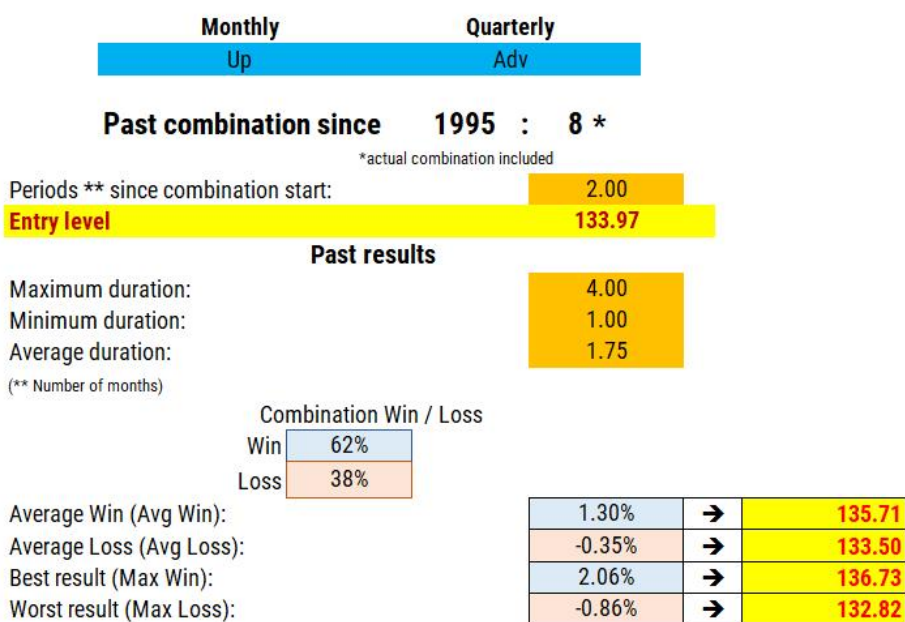 Monthly Quarterly
Up Adv
Past combination since 1995 : 8 *
*actual combination included
Periods ** since combination start: 2.00
Entry level 133.97
Past results
Maximum duration: 4.00
Minimum duration: 1.00
Average duration: 1.75
(** Number of months)
Combination Win / Loss
Win 62%
Loss 38%
Average Win (Avg Win): 1.30% ➔ 135.71
Average Loss (Avg Loss): -0.35% ➔ 133.50
Best result (Max Win): 2.06% ➔ 136.73
Worst result (Max Loss): -0.86% ➔ 132.82